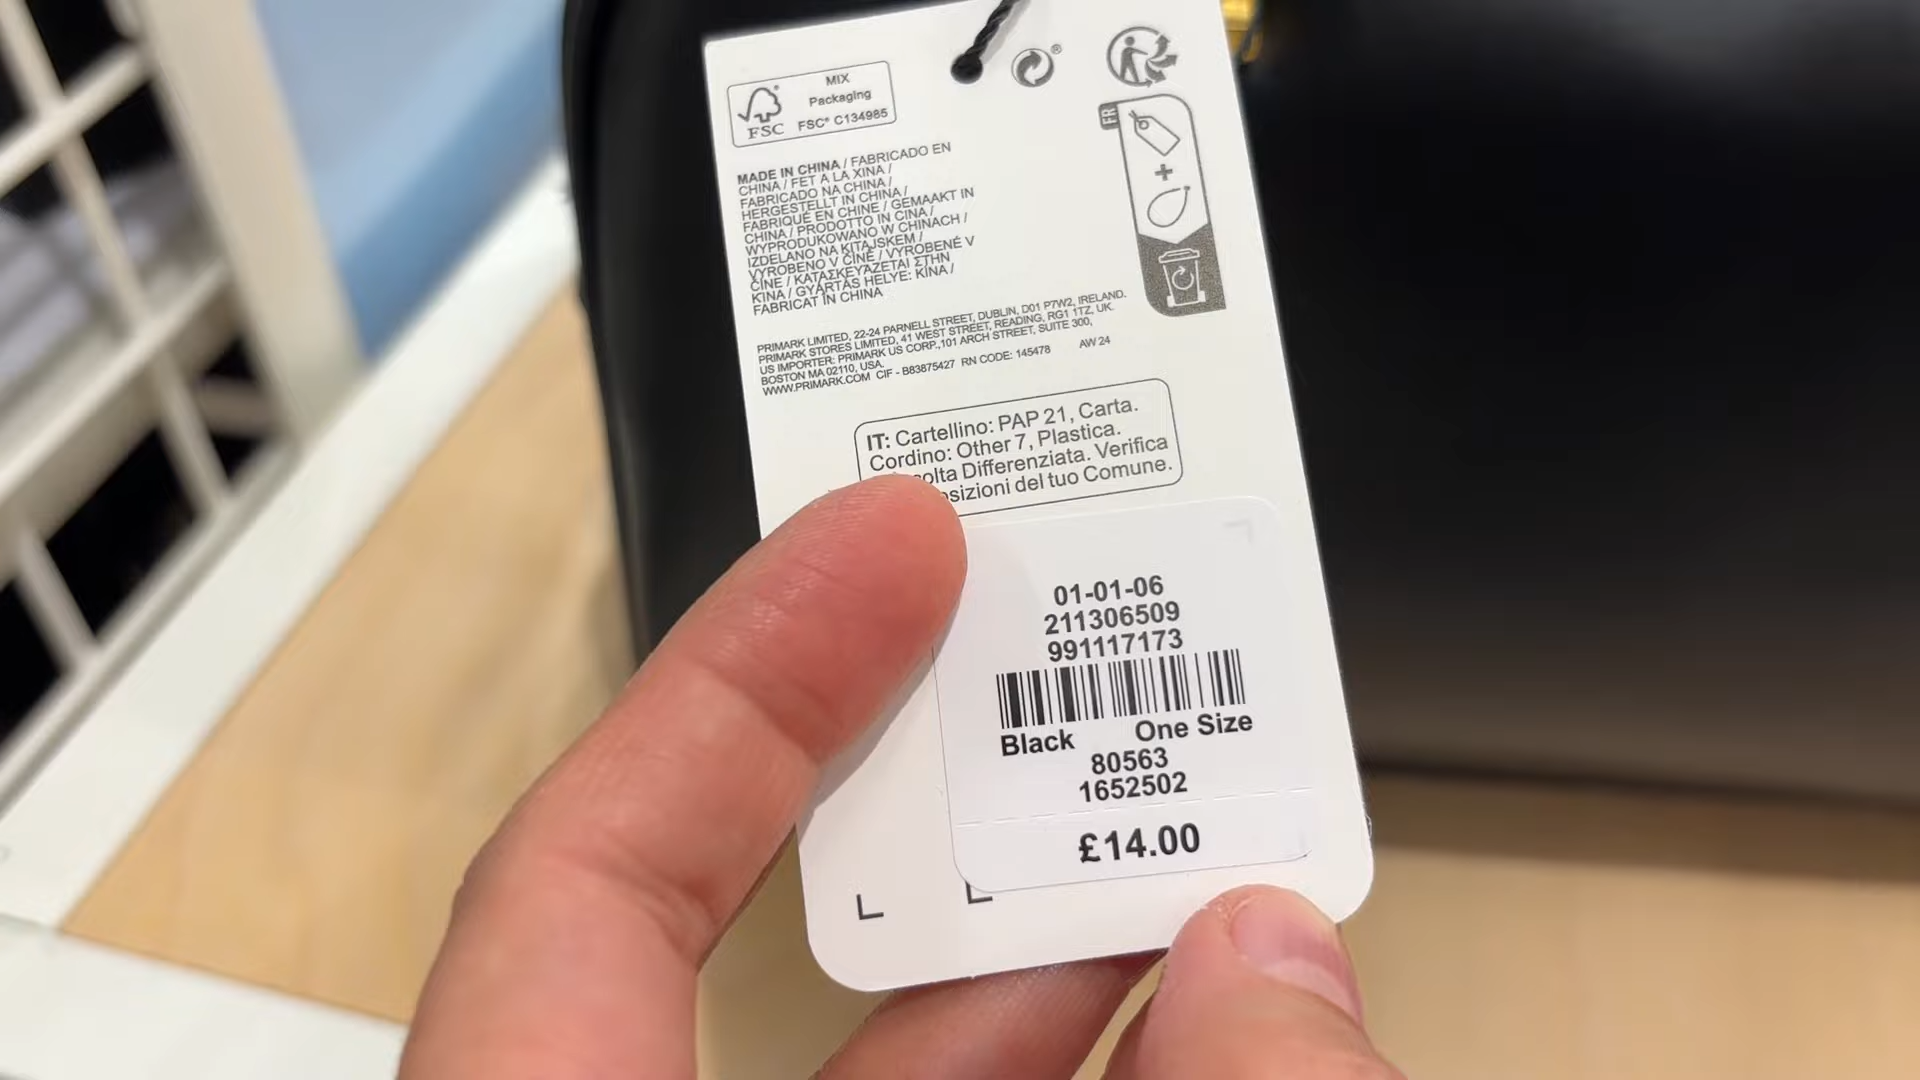 MIX
Packaging
FSC® C134985
FSC
®
FR
MADE IN CHINA / FABRICADO EN
CHINA / FET A LA XINA /
FABRICADO NA CHINA /
HERGESTELLT IN CHINA /
FABRIQUÉ EN CHINE / GEMAAKT IN
CHINA / PRODOTTO IN CINA /
WYPRODUKOWANO W CHINACH /
IZDELANO NA KITAJSKEM /
VYROBENO V ČÍNĚ / VYROBENÉ V
ČÍNE / ΚΑΤΑΣΚΕΥΑΖΕΤΑΙ ΣΤΗΝ
ΚΙΝΑ / GYÁRTÁS HELYE: KÍNA /
FABRICAT ÎN CHINA
PRIMARK LIMITED, 22-24 PARNELL STREET, DUBLIN, D01 P7W2, IRELAND.
PRIMARK STORES LIMITED, 41 WEST STREET, READING, RG1 1TZ, UK.
US IMPORTER: PRIMARK US CORP.,101 ARCH STREET, SUITE 300,
BOSTON MA 02110, USA.
WWW.PRIMARK.COM CIF - B83875427 RN CODE: 145478 AW 24
IT: Cartellino: PAP 21, Carta.
Cordino: Other 7, Plastica.
Differenziata. Verifica
del tuo Comune.
01-01-06
211306509
991117173
Black One Size
80563
1652502
£14.00